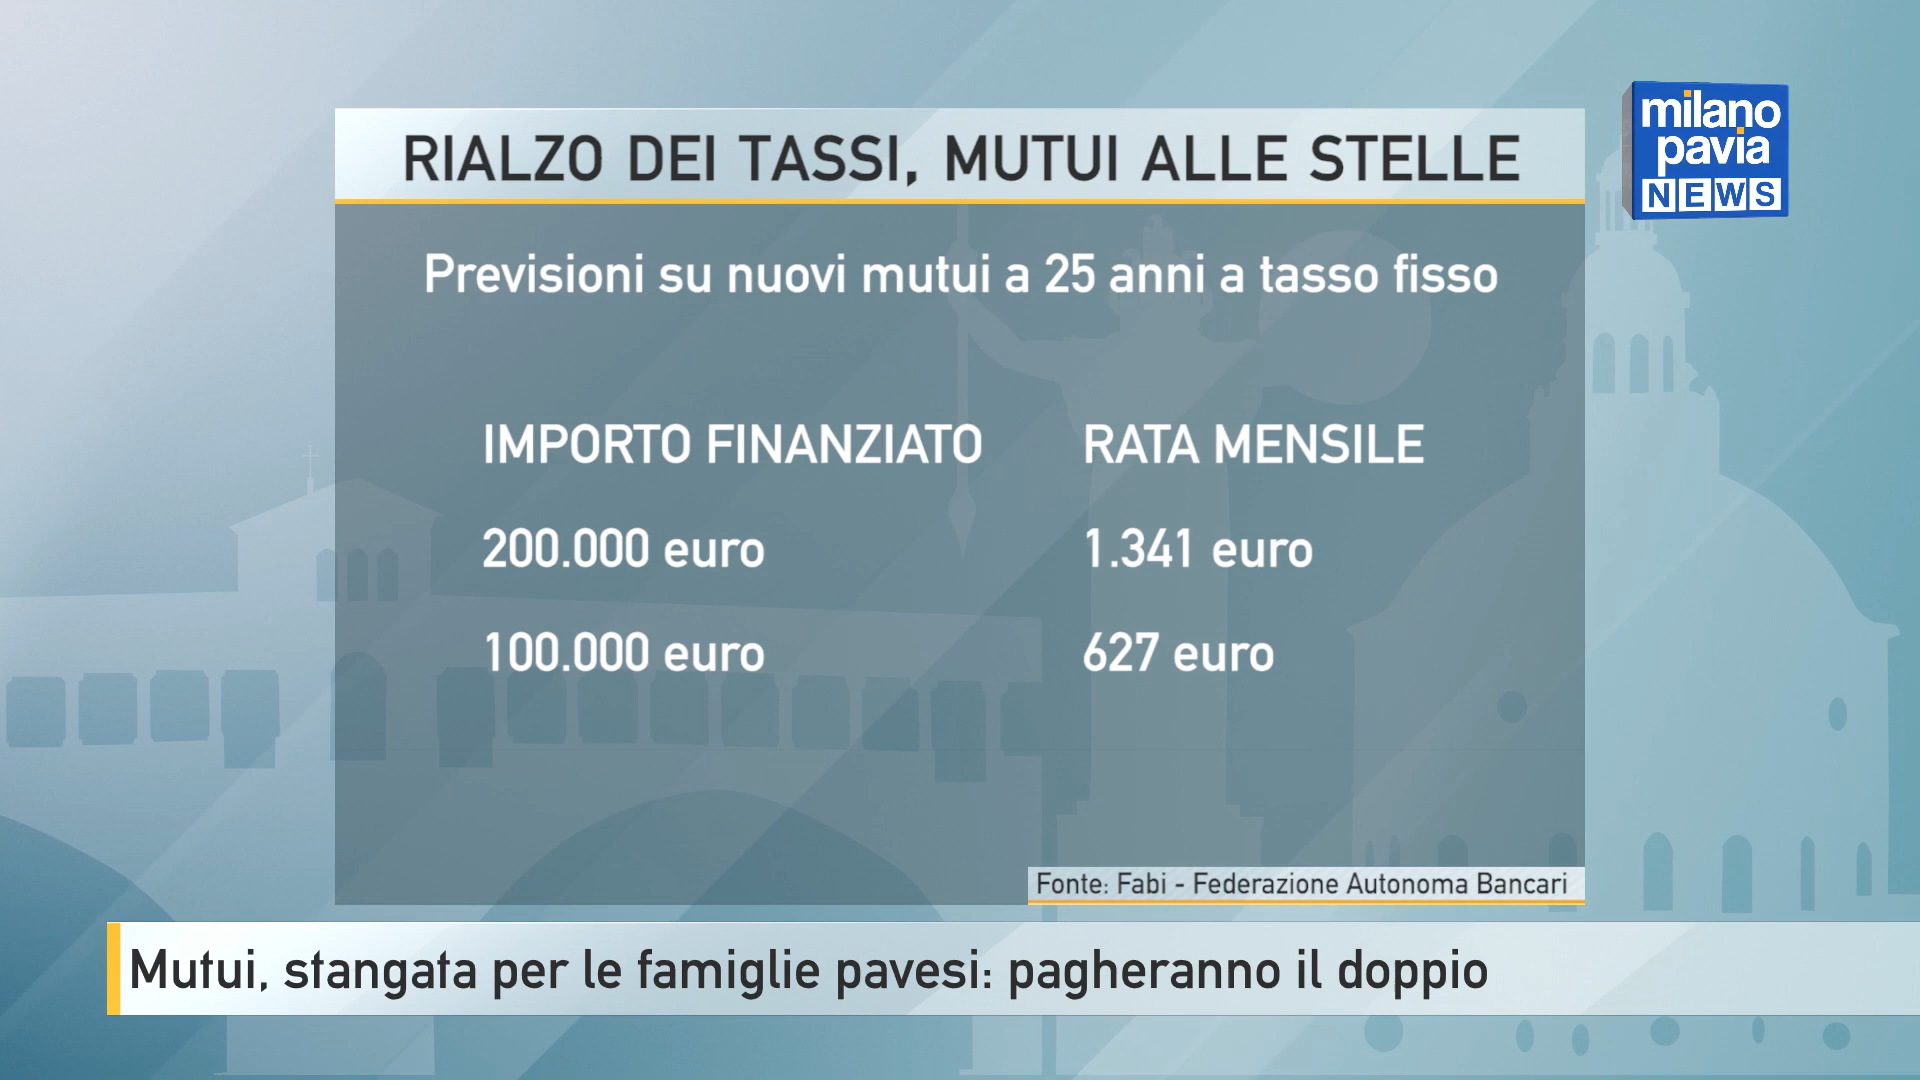 milano
pavia
NEWS
RIALZO DEI TASSI, MUTUI ALLE STELLE
Previsioni su nuovi mutui a 25 anni a tasso fisso
IMPORTO FINANZIATO RATA MENSILE
200.000 euro 1.341 euro
100.000 euro 627 euro
Fonte: Fabi - Federazione Autonoma Bancari
Mutui, stangata per le famiglie pavesi: pagheranno il doppio